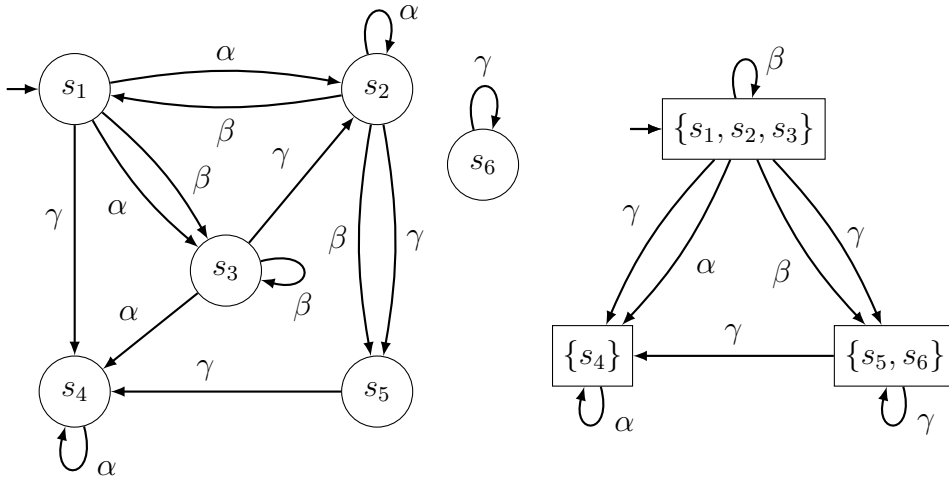 α
α
s₁
s₂
β
γ
β
{s₁, s₂, s₃}
s₆
γ
β
α
γ
s₃
β
β
γ
α
γ
α
β
γ
s₄
γ
s₅
{s₄}
γ
{s₅, s₆}
α
α
γ